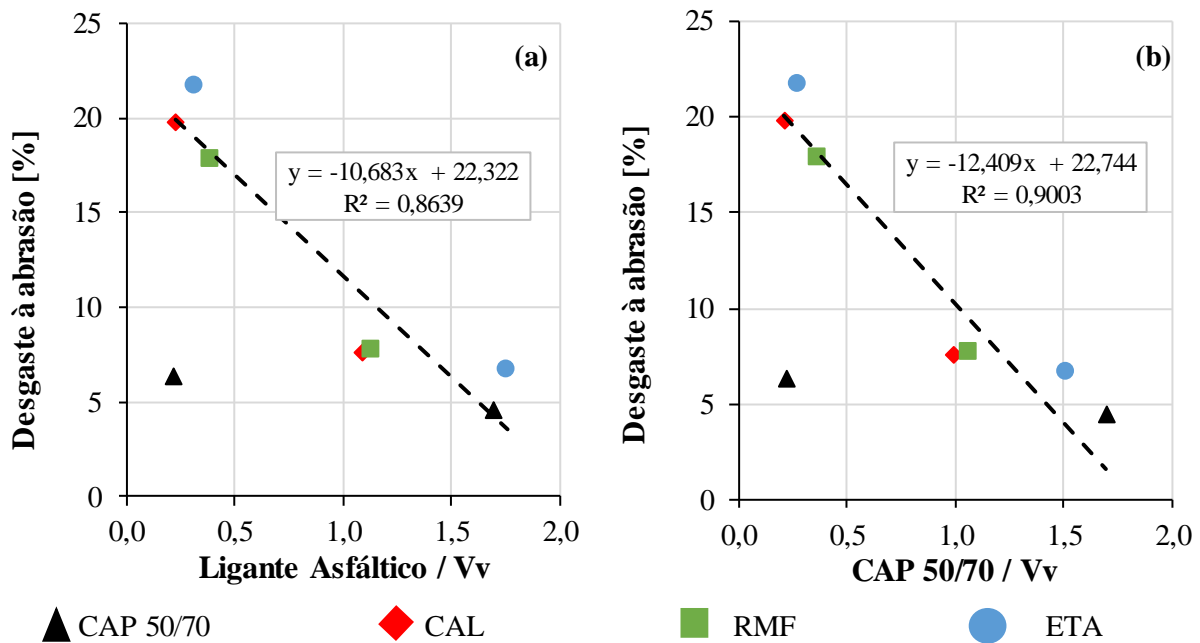 (a)
Desgaste à abrasão [%]
25
20
15
10
5
0
y = -10,683x + 22,322
R² = 0,8639
0,0 0,5 1,0 1,5 2,0
Ligante Asfáltico / Vv
(b)
Desgaste à abrasão [%]
25
20
15
10
5
0
y = -12,409x + 22,744
R² = 0,9003
0,0 0,5 1,0 1,5 2,0
CAP 50/70 / Vv
CAP 50/70 CAL RMF ETA